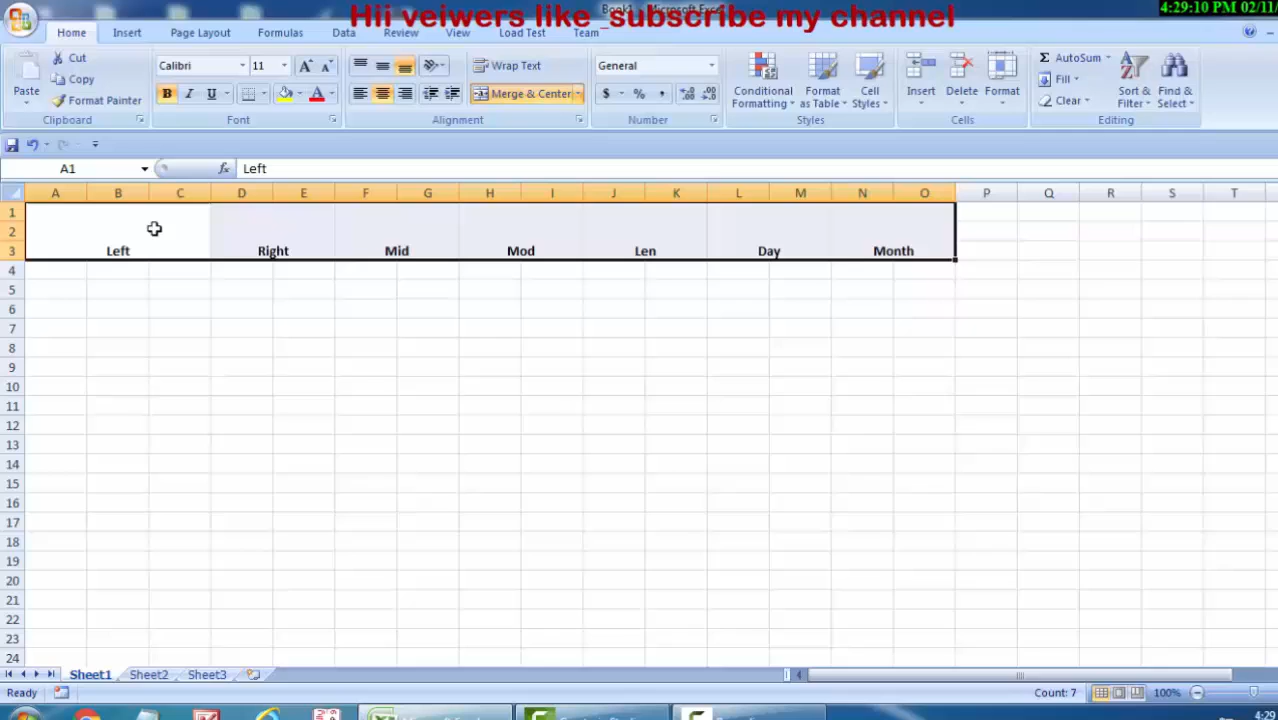 Book1 - Microsoft Excel
Hii veiwers like subscribe my channel
4:29:10 PM 02/11/
Home Insert Page Layout Formulas Data Review View Load Test Team
Cut
Copy
Format Painter
Paste
Clipboard
Calibri 11
B I U
Font
Wrap Text
Merge & Center
Alignment
General
$ % ,
Number
Conditional Formatting
Format as Table
Cell Styles
Styles
Insert Delete Format
Cells
AutoSum
Fill
Clear
Sort & Filter
Find & Select
Editing
A1 fx Left
A B C D E F G H I J K L M N O P Q R S T
1
2
3 Left Right Mid Mod Len Day Month
4
5
6
7
8
9
10
11
12
13
14
15
16
17
18
19
20
21
22
23
24
Sheet1 Sheet2 Sheet3
Ready Count: 7 100%
4:29